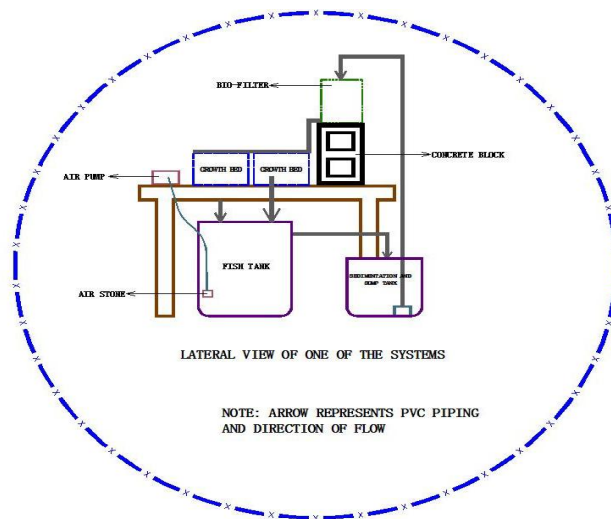 BIO-FILTER
CONCRETE BLOCK
GROWTH BED
GROWTH BED
AIR PUMP
FISH TANK
SEDIMENTATION AND
SUMP TANK
AIR STONE
LATERAL VIEW OF ONE OF THE SYSTEMS
NOTE: ARROW REPRESENTS PVC PIPING
AND DIRECTION OF FLOW